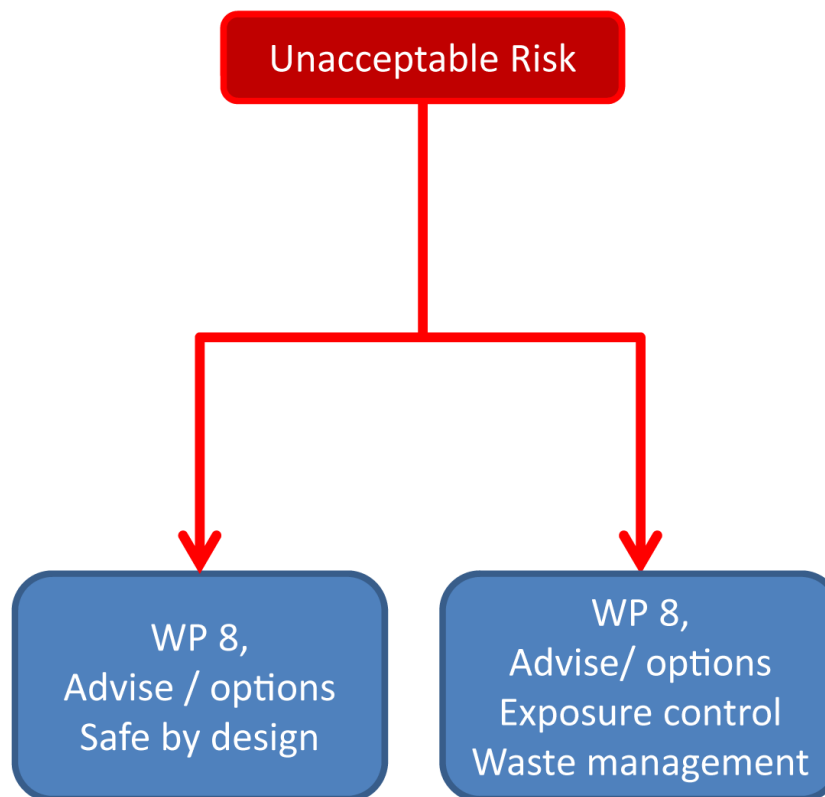 Unacceptable Risk
WP 8,
Advise / options
Safe by design
WP 8,
Advise/ options
Exposure control
Waste management